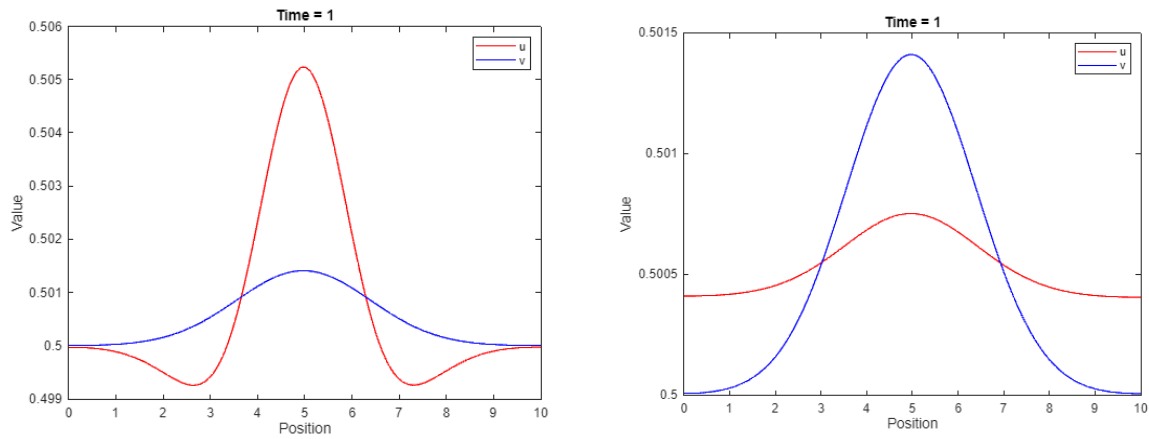 Time = 1
0.506
0.505
0.504
0.503
0.502
0.501
0.5
0.499
Value
0 1 2 3 4 5 6 7 8 9 10
Position
u
v
Time = 1
0.5015
0.501
0.5005
0.5
Value
0 1 2 3 4 5 6 7 8 9 10
Position
u
v